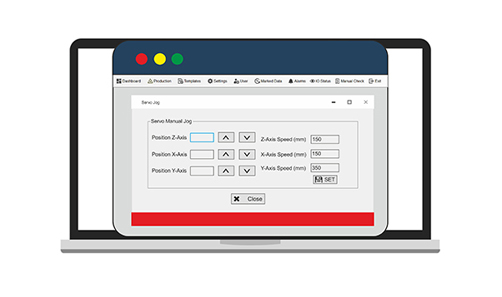 Dashboard Production Templates Settings User Marked Data Alarms IO Status Manual Check Exit
Servo Jog
Servo Manual Jog
Position Z-Axis Z-Axis Speed (mm) 150
Position X-Axis X-Axis Speed (mm) 150
Position Y-Axis Y-Axis Speed (mm) 350
SET
Close